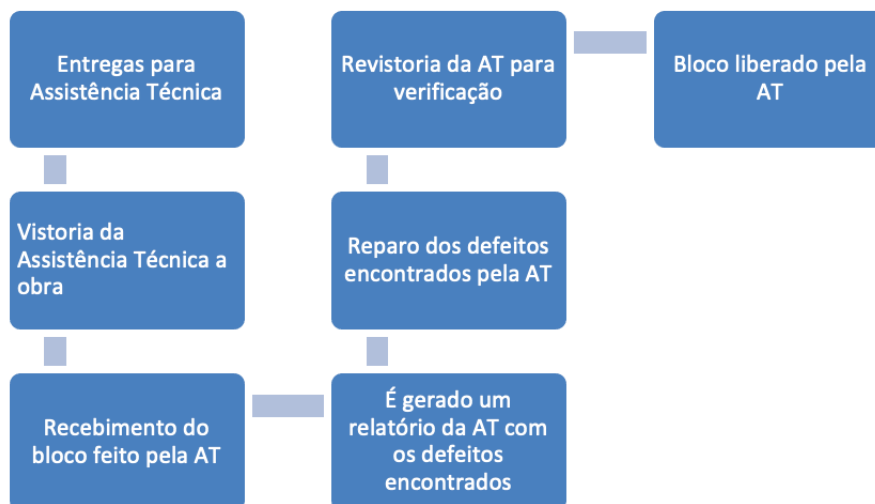 Entregas para
Assistência Técnica
Vistoria da
Assistência Técnica a
obra
Recebimento do
bloco feito pela AT
É gerado um
relatório da AT com
os defeitos
encontrados
Reparo dos defeitos
encontrados pela AT
Revistoria da AT para
verificação
Bloco liberado pela
AT